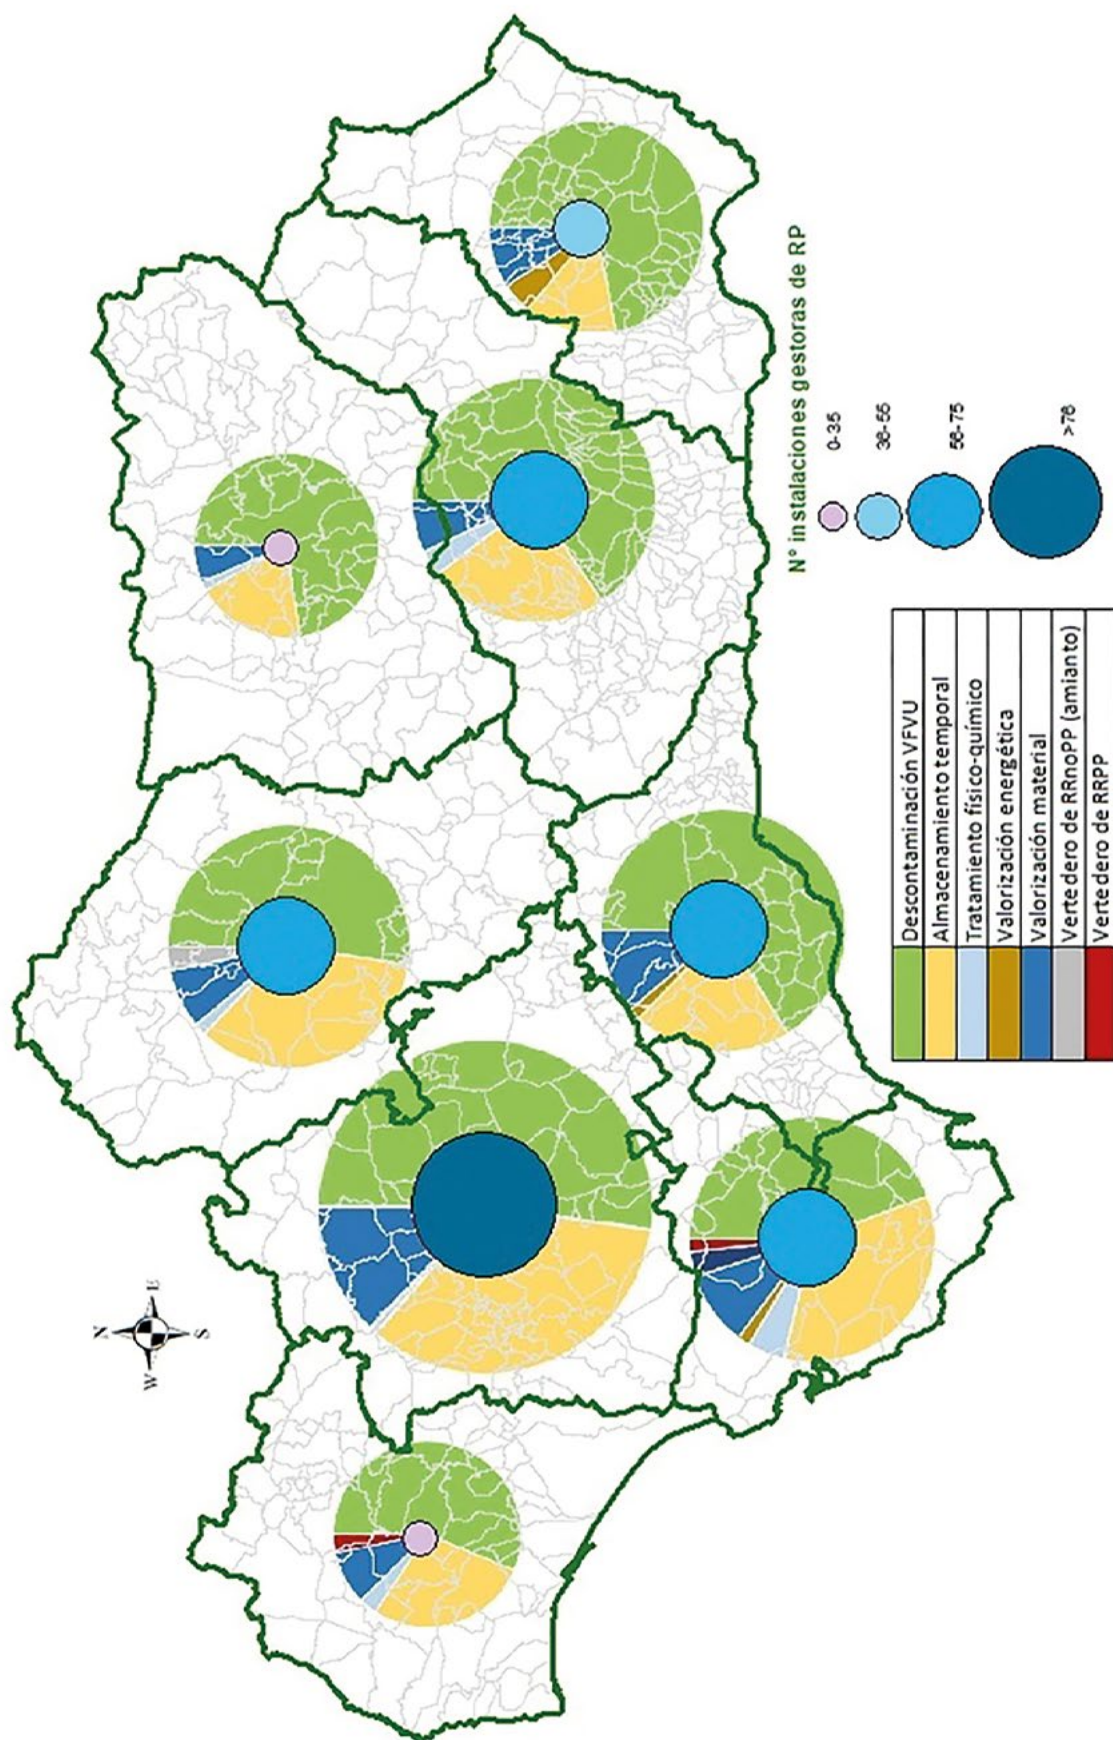 N
W
E
S
Nº instalaciones gestoras de RP
0-35
36-55
56-75
>76
Descontaminación VFVU
Almacenamiento temporal
Tratamiento físico-químico
Valorización energética
Valorización material
Vertedero de RRnoPP (amianto)
Vertedero de RRPP